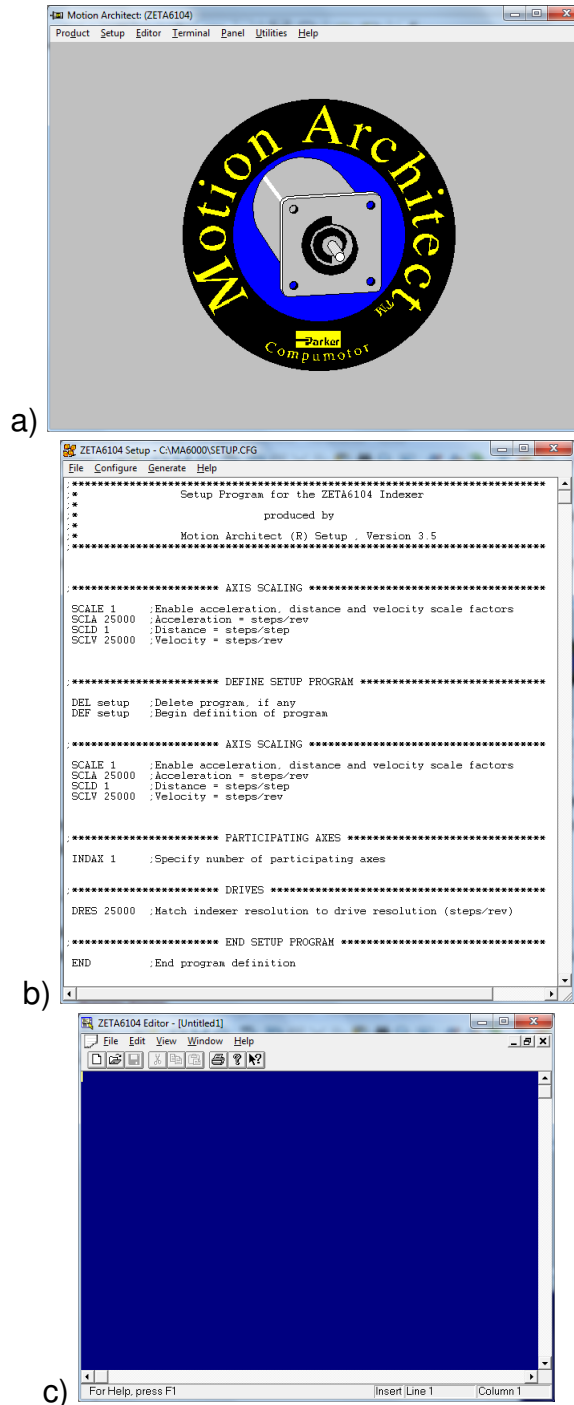 Motion Architect: (ZETA6104)
Product Setup Editor Terminal Panel Utilities Help
Motion Architect™
Parker
Compumotor
a)
ZETA6104 Setup - C:\MA6000\SETUP.CFG
File Configure Generate Help
;**************************************************************************
;* Setup Program for the ZETA6104 Indexer
;*
;* produced by
;*
;* Motion Architect (R) Setup , Version 3.5
;**************************************************************************
;*********************** AXIS SCALING *************************************
SCALE 1 ;Enable acceleration, distance and velocity scale factors
SCLA 25000 ;Acceleration = steps/rev
SCLD 1 ;Distance = steps/step
SCLV 25000 ;Velocity = steps/rev
;*********************** DEFINE SETUP PROGRAM *****************************
DEL setup ;Delete program, if any
DEF setup ;Begin definition of program
;*********************** AXIS SCALING *************************************
SCALE 1 ;Enable acceleration, distance and velocity scale factors
SCLA 25000 ;Acceleration = steps/rev
SCLD 1 ;Distance = steps/step
SCLV 25000 ;Velocity = steps/rev
;*********************** PARTICIPATING AXES *******************************
INDAX 1 ;Specify number of participating axes
;*********************** DRIVES *******************************************
DRES 25000 ;Match indexer resolution to drive resolution (steps/rev)
;*********************** END SETUP PROGRAM ********************************
END ;End program definition
b)
ZETA6104 Editor - [Untitled1]
File Edit View Window Help
For Help, press F1 Insert Line 1 Column 1
c)